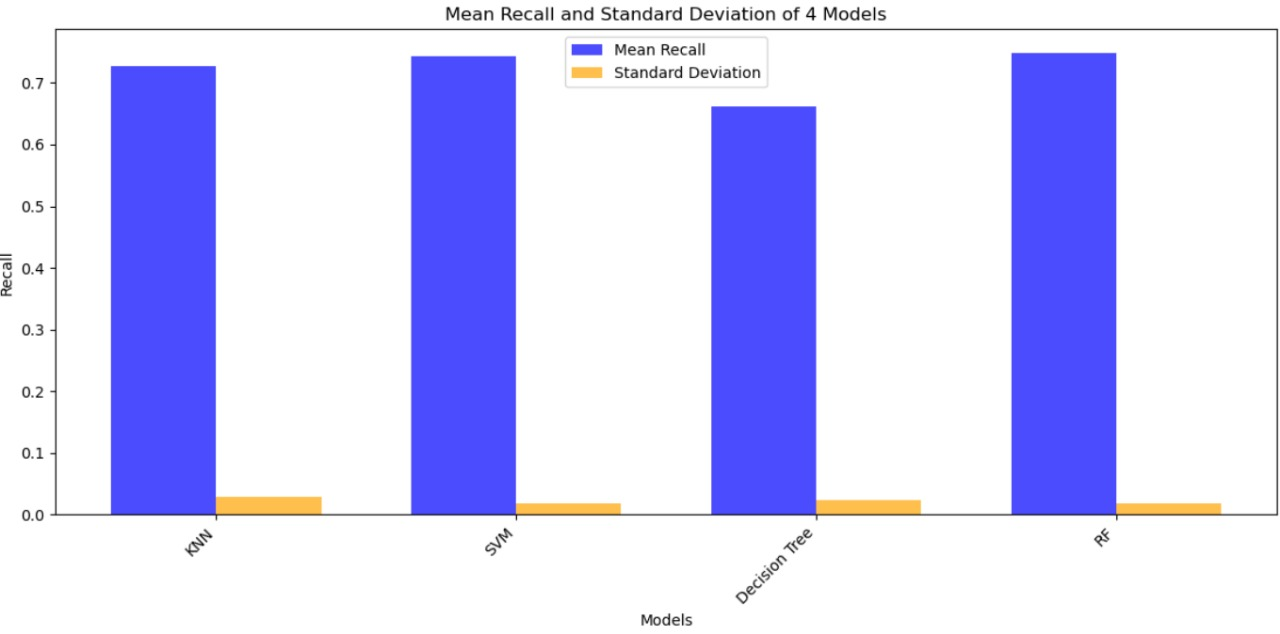 Mean Recall and Standard Deviation of 4 Models
Mean Recall
Standard Deviation
Recall
0.7
0.6
0.5
0.4
0.3
0.2
0.1
0.0
KNN
SVM
Decision Tree
RF
Models